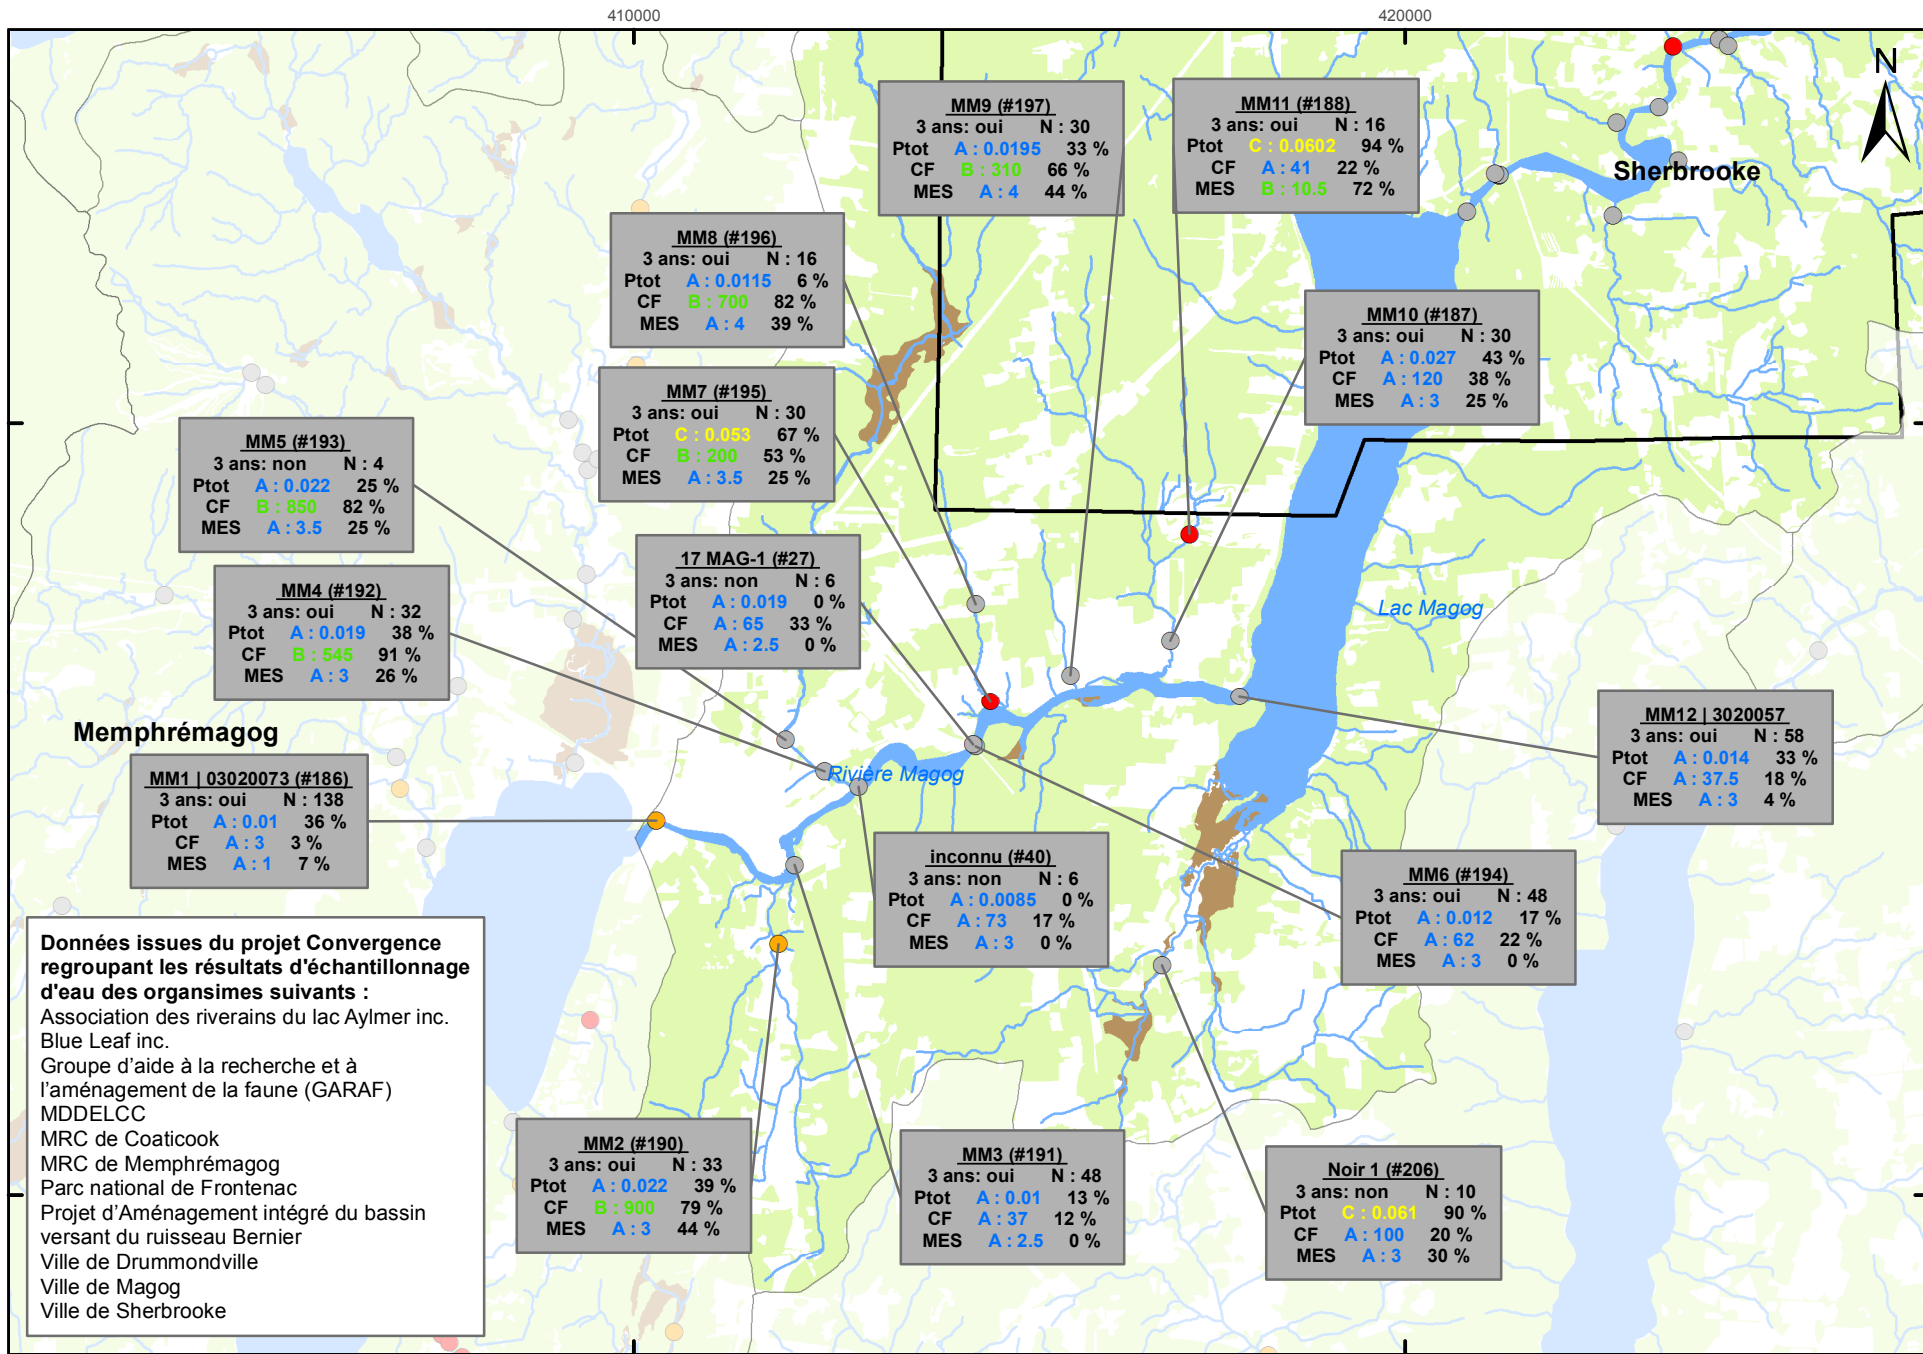 410000
420000
N
Sherbrooke
MM9 (#197)
3 ans: oui N : 30
Ptot A : 0.0195 33 %
CF B : 310 66 %
MES A : 4 44 %
MM11 (#188)
3 ans: oui N : 16
Ptot C : 0.0602 94 %
CF A : 41 22 %
MES B : 10.5 72 %
MM8 (#196)
3 ans: oui N : 16
Ptot A : 0.0115 6 %
CF B : 700 82 %
MES A : 4 39 %
MM10 (#187)
3 ans: oui N : 30
Ptot A : 0.027 43 %
CF A : 120 38 %
MES A : 3 25 %
MM7 (#195)
3 ans: oui N : 30
Ptot C : 0.053 67 %
CF B : 200 53 %
MES A : 3.5 25 %
MM5 (#193)
3 ans: non N : 4
Ptot A : 0.022 25 %
CF B : 850 82 %
MES A : 3.5 25 %
17 MAG-1 (#27)
3 ans: non N : 6
Ptot A : 0.019 0 %
CF A : 65 33 %
MES A : 2.5 0 %
MM4 (#192)
3 ans: oui N : 32
Ptot A : 0.019 38 %
CF B : 545 91 %
MES A : 3 26 %
Lac Magog
Memphrémagog
Rivière Magog
MM12 | 3020057
3 ans: oui N : 58
Ptot A : 0.014 33 %
CF A : 37.5 18 %
MES A : 3 4 %
MM1 | 03020073 (#186)
3 ans: oui N : 138
Ptot A : 0.01 36 %
CF A : 3 3 %
MES A : 1 7 %
inconnu (#40)
3 ans: non N : 6
Ptot A : 0.0085 0 %
CF A : 73 17 %
MES A : 3 0 %
MM6 (#194)
3 ans: oui N : 48
Ptot A : 0.012 17 %
CF A : 62 22 %
MES A : 3 0 %
Données issues du projet Convergence
regroupant les résultats d'échantillonnage
d'eau des organsimes suivants :
Association des riverains du lac Aylmer inc.
Blue Leaf inc.
Groupe d'aide à la recherche et à
l'aménagement de la faune (GARAF)
MDDELCC
MRC de Coaticook
MRC de Memphrémagog
Parc national de Frontenac
Projet d'Aménagement intégré du bassin
versant du ruisseau Bernier
Ville de Drummondville
Ville de Magog
Ville de Sherbrooke
MM2 (#190)
3 ans: oui N : 33
Ptot A : 0.022 39 %
CF B : 900 79 %
MES A : 3 44 %
MM3 (#191)
3 ans: oui N : 48
Ptot A : 0.01 13 %
CF A : 37 12 %
MES A : 2.5 0 %
Noir 1 (#206)
3 ans: non N : 10
Ptot C : 0.061 90 %
CF A : 100 20 %
MES A : 3 30 %